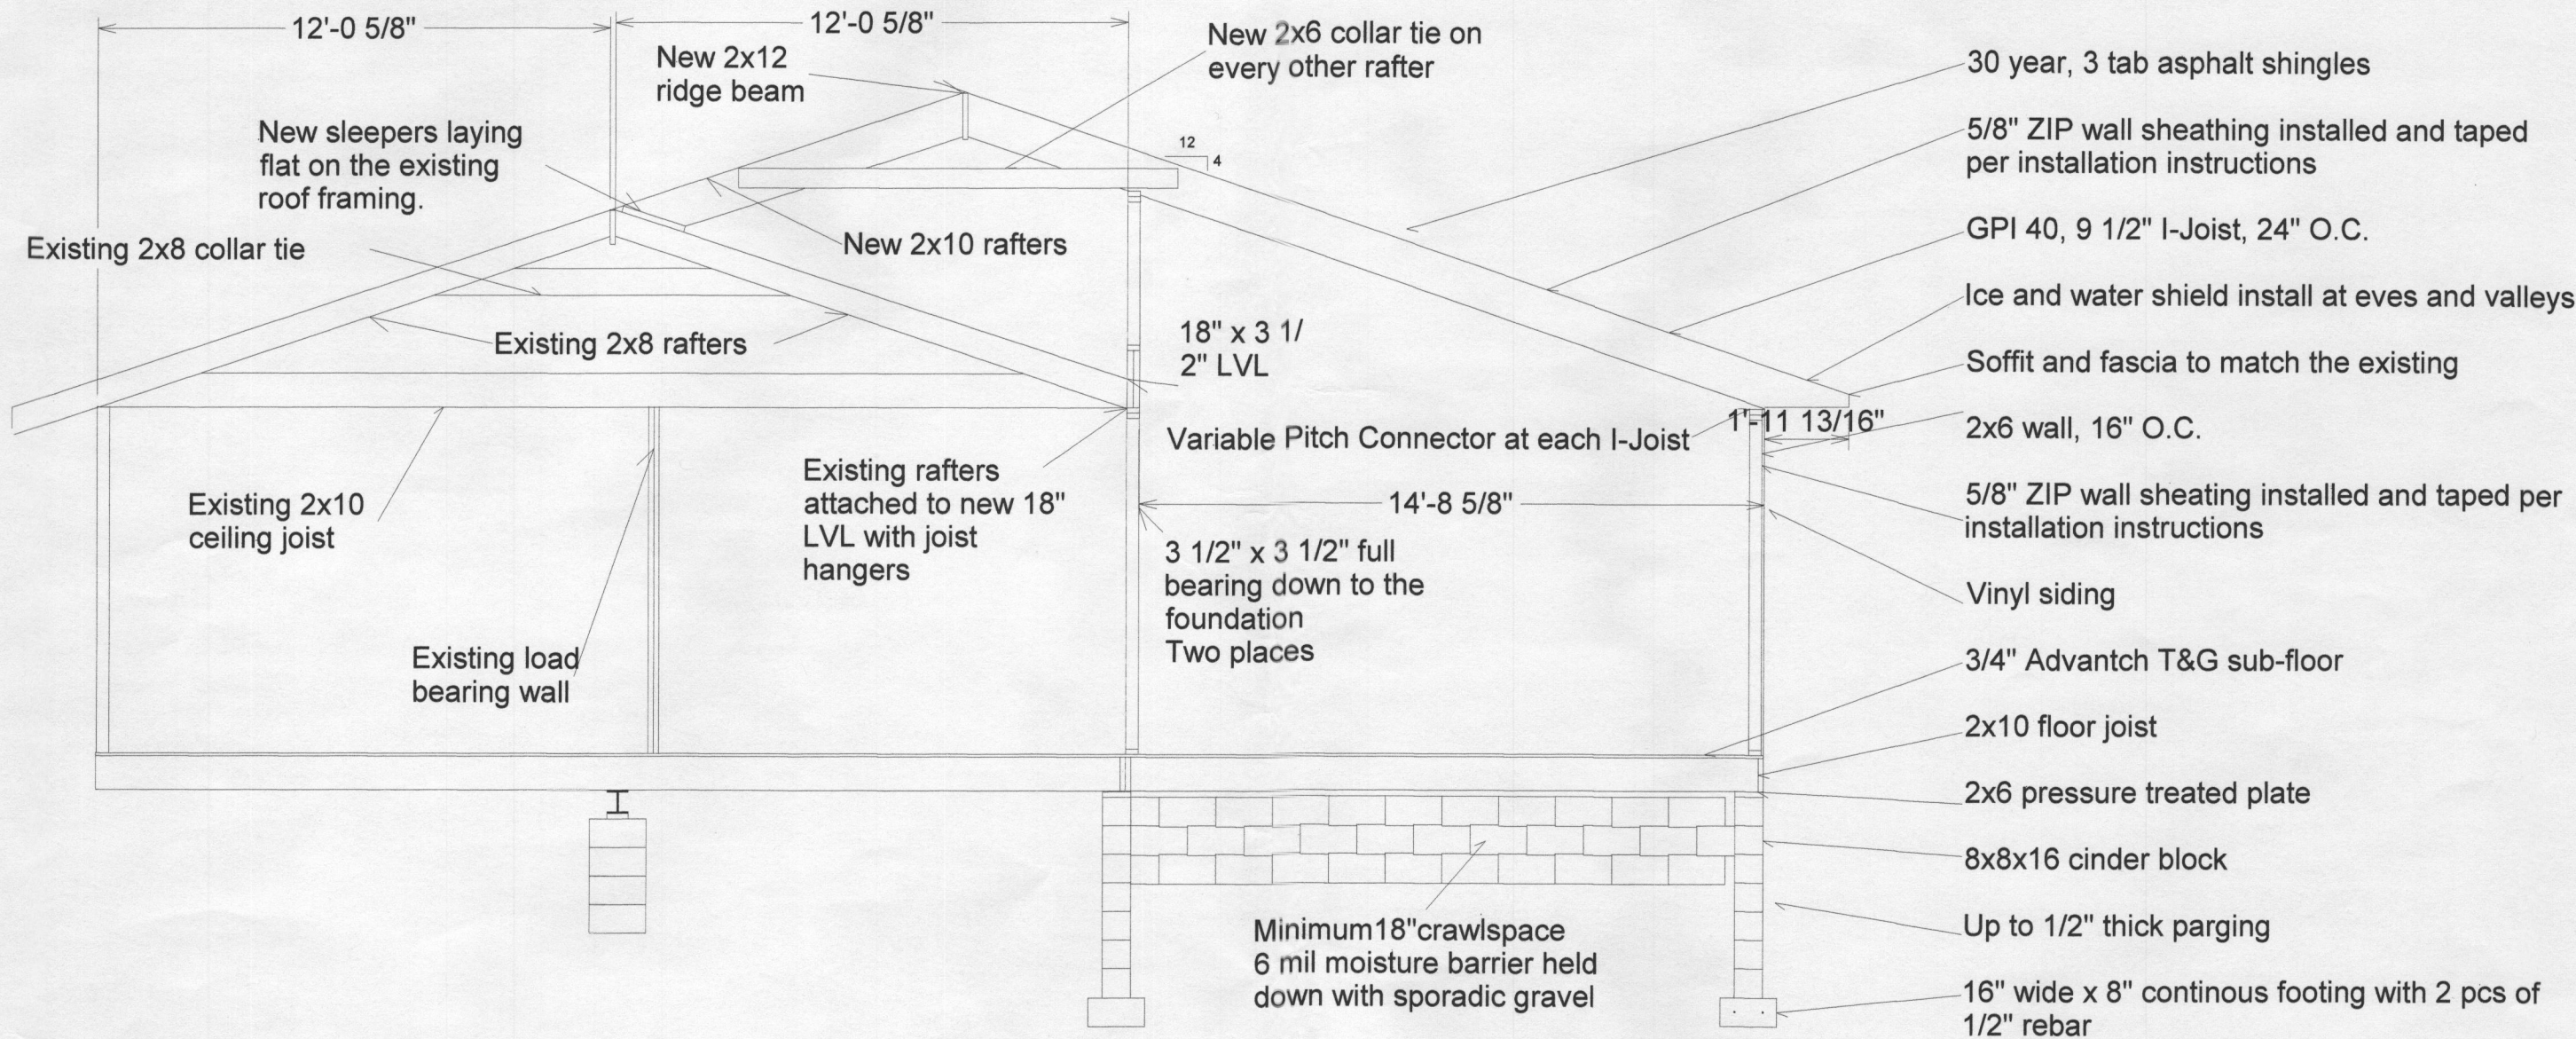 12'-0 5/8"
12'-0 5/8"
New 2x12
ridge beam
New 2x6 collar tie on
every other rafter
New sleepers laying
flat on the existing
roof framing.
12
4
Existing 2x8 collar tie
New 2x10 rafters
Existing 2x8 rafters
18" x 3 1/
2" LVL
Variable Pitch Connector at each I-Joist
1'-11 13/16"
Existing 2x10
ceiling joist
Existing rafters
attached to new 18"
LVL with joist
hangers
14'-8 5/8"
3 1/2" x 3 1/2" full
bearing down to the
foundation
Two places
Existing load
bearing wall
Minimum18"crawlspace
6 mil moisture barrier held
down with sporadic gravel
30 year, 3 tab asphalt shingles
5/8" ZIP wall sheathing installed and taped
per installation instructions
GPI 40, 9 1/2" I-Joist, 24" O.C.
Ice and water shield install at eves and valleys
Soffit and fascia to match the existing
2x6 wall, 16" O.C.
5/8" ZIP wall sheating installed and taped per
installation instructions
Vinyl siding
3/4" Advantch T&G sub-floor
2x10 floor joist
2x6 pressure treated plate
8x8x16 cinder block
Up to 1/2" thick parging
16" wide x 8" continous footing with 2 pcs of
1/2" rebar